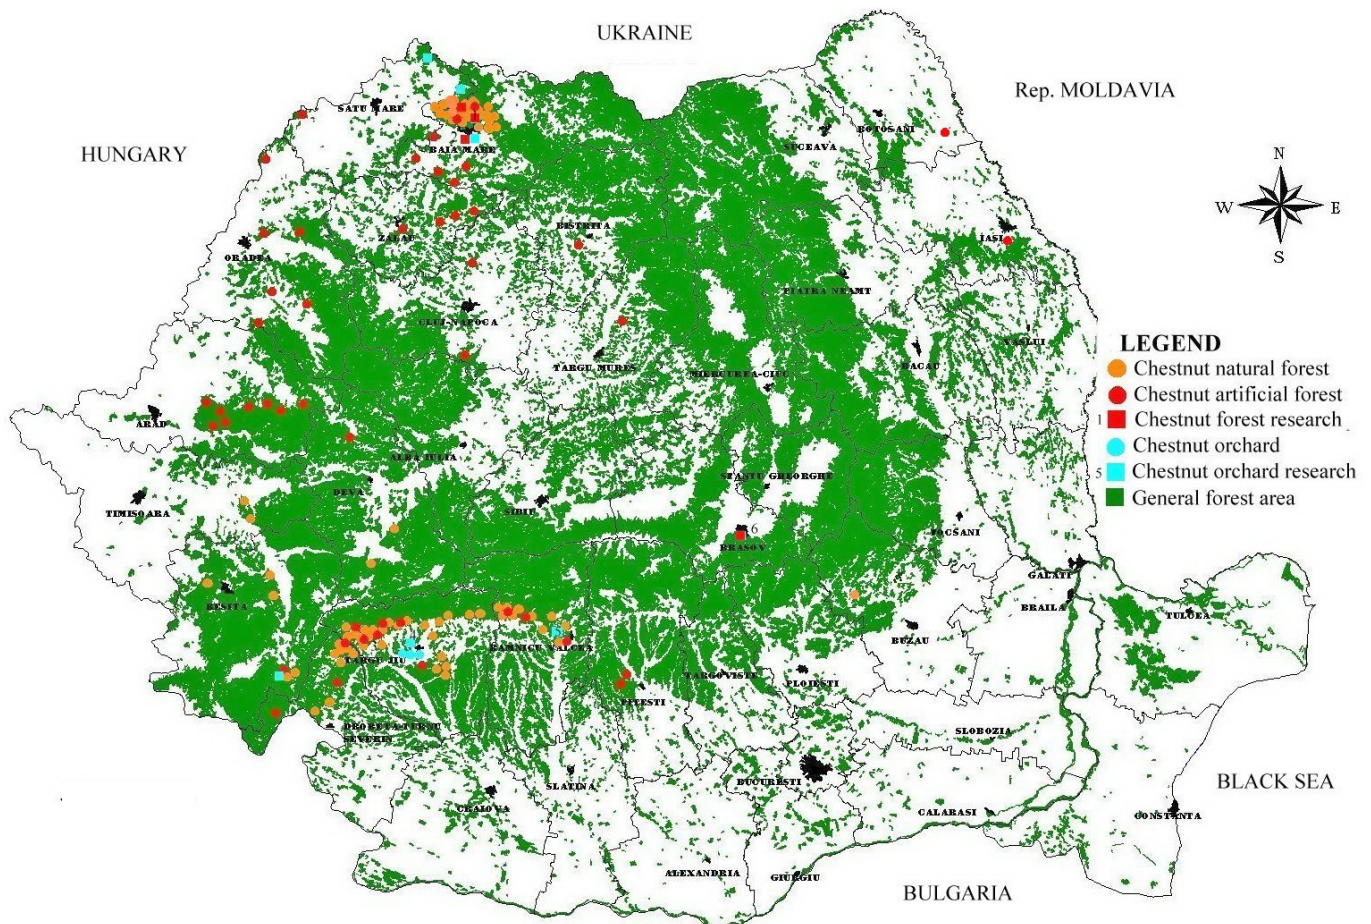 UKRAINE
Rep. MOLDAVIA
HUNGARY
SATU MARE
BOTOSANI
SUCEAVA
BAIA MARE
N
W E
S
ZALAU
BISTRITA
IASI
ORADEA
PIATRA NEAMT
CLUJ-NAPOCA
VASLUI
TARGU MURES
MIERCUREA-CIUC
BACAU
LEGEND
Chestnut natural forest
Chestnut artificial forest
1 Chestnut forest research
Chestnut orchard
5 Chestnut orchard research
General forest area
ARAD
ALBA IULIA
SFANTU GHEORGHE
DEVA
TIMISOARA
SIBIU
6
BRASOV
FOCSANI
GALATI
RESITA
BRAILA
TULCEA
BUZAU
RAMNICU VALCEA
TARGU JIU
TARGOVISTE
PLOIESTI
PITESTI
DROBETA-TURNU
SEVERIN
SLOBOZIA
BUCURESTI
BLACK SEA
SLATINA
CRAIOVA
CALARASI
CONSTANTA
ALEXANDRIA
GIURGIU
BULGARIA